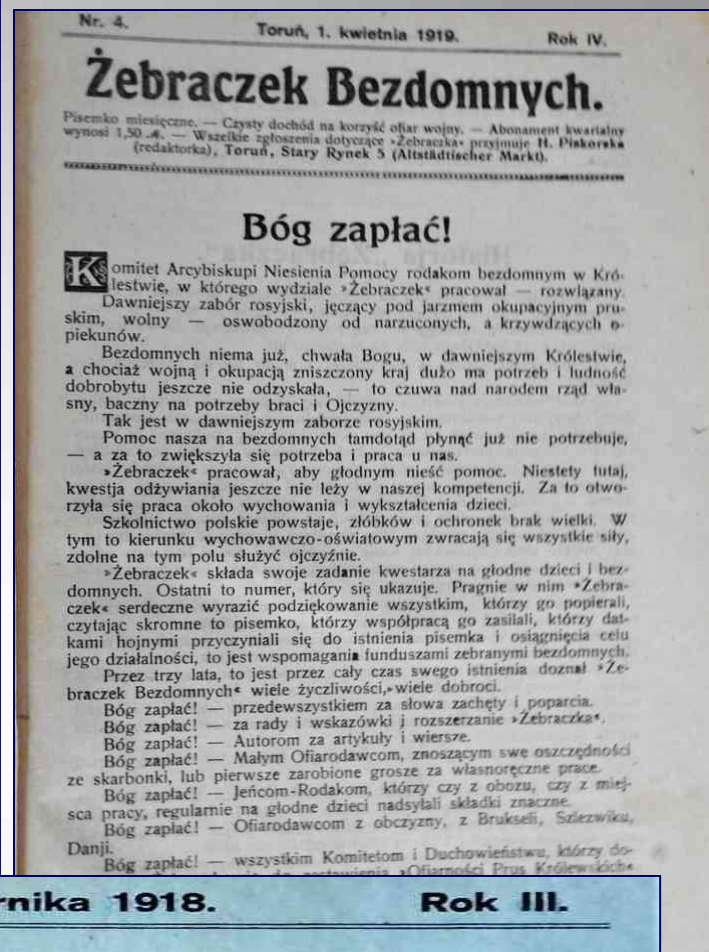 Nr. 4.
Toruń, 1. kwietnia 1919.
Rok IV.
Żebraczek Bezdomnych.
Pisemko miesięczne. — Czysty dochód na korzyść ofiar wojny. — Abonament kwartalny
wynosi 1,50 M. — Wszelkie zgłoszenia dotyczące »Żebraczka« przyjmuje H. Piskorska
(redaktorka), Toruń, Stary Rynek 5 (Altstädtischer Markt).
Bóg zapłać!
Komitet Arcybiskupi Niesienia Pomocy rodakom bezdomnym w Kró-
lestwie, w którego wydziale »Żebraczek« pracował — rozwiązany.
Dawniejszy zabór rosyjski, jęczący pod jarzmem okupacyjnym pru-
skim, wolny — oswobodzony od narzuconych, a krzywdzących o-
piekunów.
Bezdomnych niema już, chwała Bogu, w dawniejszym Królestwie,
a chociaż wojną i okupacją zniszczony kraj dużo ma potrzeb i ludność
dobrobytu jeszcze nie odzyskała, — to czuwa nad narodem rząd wła-
sny, baczny na potrzeby braci i Ojczyzny.
Tak jest w dawniejszym zaborze rosyjskim.
Pomoc nasza na bezdomnych tamdotąd płynąć już nie potrzebuje,
— a za to zwiększyła się potrzeba i praca u nas.
»Żebraczek« pracował, aby głodnym nieść pomoc. Niestety tutaj,
kwestja odżywiania jeszcze nie leży w naszej kompetencji. Za to otwo-
rzyła się praca około wychowania i wykształcenia dzieci.
Szkolnictwo polskie powstaje, złóbków i ochronek brak wielki. W
tym to kierunku wychowawczo-oświatowym zwracają się wszystkie siły,
zdolne na tym polu służyć ojczyźnie.
»Żebraczek« składa swoje zadanie kwestarza na głodne dzieci i bez-
domnych. Ostatni to numer, który się ukazuje. Pragnie w nim »Żebra-
czek« serdeczne wyrazić podziękowanie wszystkim, którzy go popierali,
czytając skromne to pisemko, którzy współpracą go zasilali, którzy dat-
kami hojnymi przyczyniali się do istnienia pisemka i osiągnięcia celu
jego działalności, to jest wspomagania funduszami zebranymi bezdomnych.
Przez trzy lata, to jest przez cały czas swego istnienia doznał »Że-
braczek Bezdomnych« wiele życzliwości, wiele dobroci.
Bóg zapłać! — przedewszystkiem za słowa zachęty i poparcia.
Bóg zapłać! — za rady i wskazówki j rozszerzanie »Żebraczka«.
Bóg zapłać! — Autorom za artykuły i wiersze.
Bóg zapłać! — Małym Ofiarodawcom, znoszącym swe oszczędności
ze skarbonki, lub pierwsze zarobione grosze za własnoręczne prace.
Bóg zapłać! — Jeńcom-Rodakom, którzy czy z obozu, czy z miej-
sca pracy, regularnie na głodne dzieci nadsyłali składki znaczne.
Bóg zapłać! — Ofiarodawcom z obczyzny, z Brukseli, Szlezwiku,
Danji.
Bóg zapłać! — wszystkim Komitetom i Duchowieństwu, którzy do-
»Ofiarności Prus Królewskich«
rnika 1918.
Rok III.